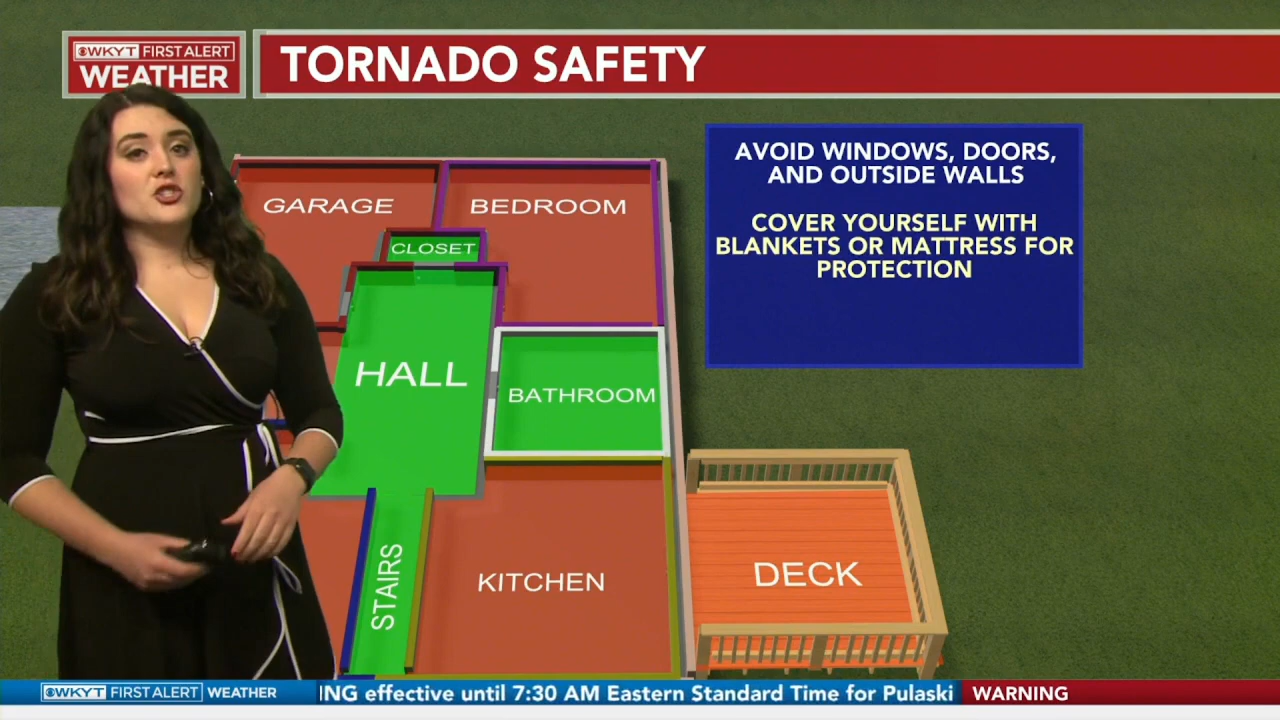 WKYT FIRST ALERT
WEATHER
TORNADO SAFETY
AVOID WINDOWS, DOORS,
AND OUTSIDE WALLS
COVER YOURSELF WITH
BLANKETS OR MATTRESS FOR
PROTECTION
GARAGE
BEDROOM
CLOSET
HALL
BATHROOM
STAIRS
KITCHEN
DECK
WKYT FIRST ALERT WEATHER
ING effective until 7:30 AM Eastern Standard Time for Pulaski
WARNING